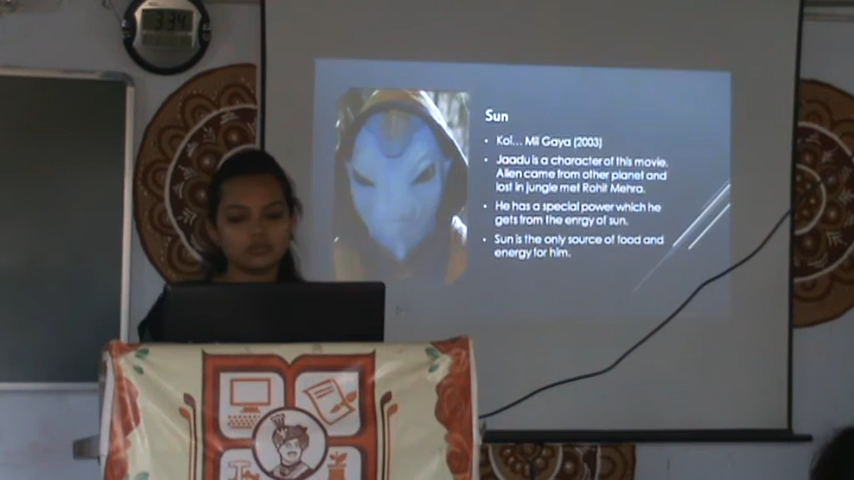 3:34
Sun
Koi... Mil Gaya (2003)
Jaadu is a character of this movie.
Alien came from other planet and
lost in jungle met Rohit Mehra.
He has a special power which he
gets from the enrgy of sun.
Sun is the only source of food and
energy for him.